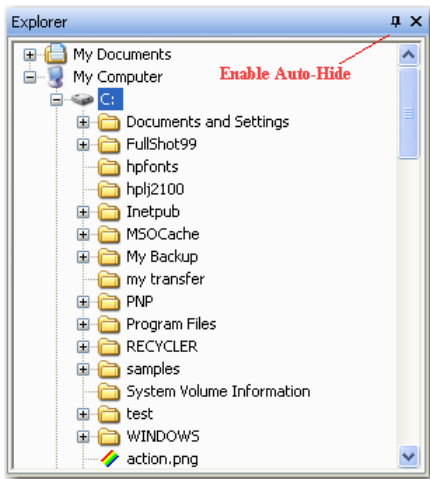 Explorer
My Documents
My Computer
Enable Auto-Hide
C:
Documents and Settings
FullShot99
hpfonts
hplj2100
Inetpub
MSOCache
My Backup
my transfer
PNP
Program Files
RECYCLER
samples
System Volume Information
test
WINDOWS
action.png